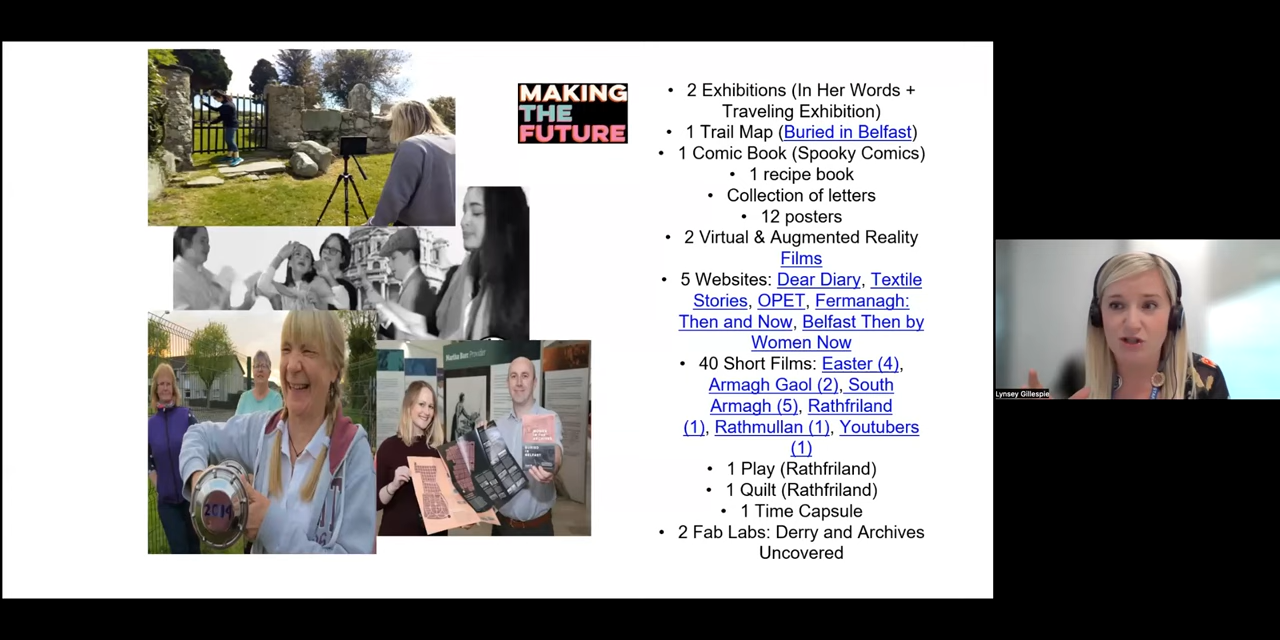 MAKING
THE
FUTURE
• 2 Exhibitions (In Her Words +
Traveling Exhibition)
• 1 Trail Map (Buried in Belfast)
• 1 Comic Book (Spooky Comics)
• 1 recipe book
• Collection of letters
• 12 posters
• 2 Virtual & Augmented Reality
Films
• 5 Websites: Dear Diary, Textile
Stories, OPET, Fermanagh:
Then and Now, Belfast Then by
Women Now
• 40 Short Films: Easter (4),
Armagh Gaol (2), South
Armagh (5), Rathfriland
(1), Rathmullan (1), Youtubers
(1)
• 1 Play (Rathfriland)
• 1 Quilt (Rathfriland)
• 1 Time Capsule
• 2 Fab Labs: Derry and Archives
Uncovered
2019
BURIED
IN
BELFAST
Lynsey Gillespie